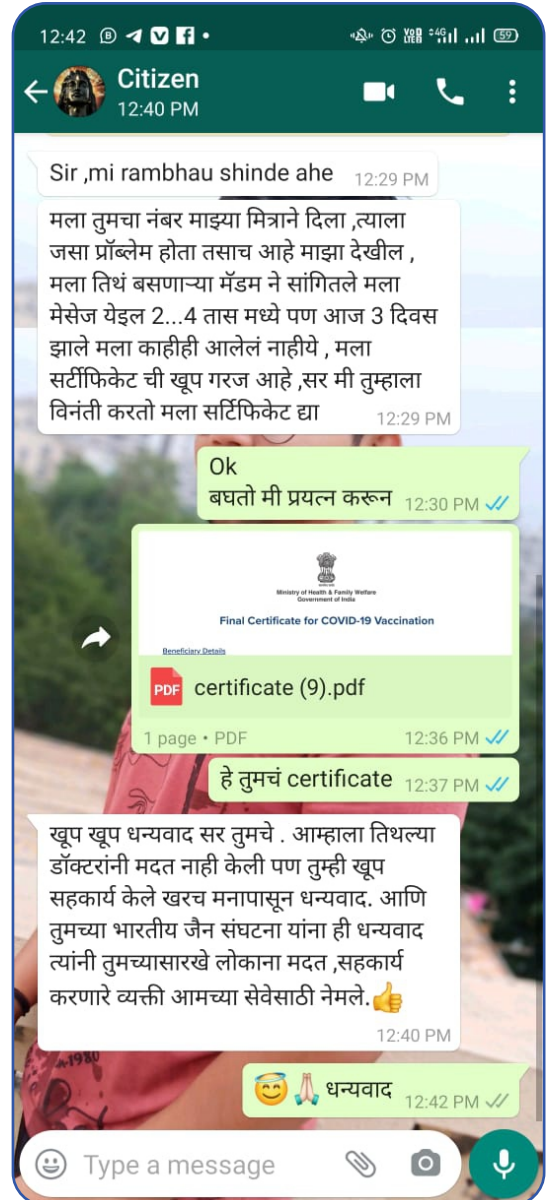 12:42
VoD LTE 4G 59
Citizen
12:40 PM
Sir ,mi rambhau shinde ahe 12:29 PM
मला तुमचा नंबर माझ्या मित्राने दिला ,त्याला
जसा प्रॉब्लेम होता तसाच आहे माझा देखील ,
मला तिथं बसणाऱ्या मॅडम ने सांगितले मला
मेसेज येइल 2...4 तास मध्ये पण आज 3 दिवस
झाले मला काहीही आलेलं नाहीये , मला
सर्टीफिकेट ची खूप गरज आहे ,सर मी तुम्हाला
विनंती करतो मला सर्टिफिकेट द्या 12:29 PM
Ok
बघतो मी प्रयत्न करून 12:30 PM
Ministry of Health & Family Welfare
Government of India
Final Certificate for COVID-19 Vaccination
Beneficiary Details
PDF certificate (9).pdf
1 page • PDF 12:36 PM
हे तुमचं certificate 12:37 PM
खूप खूप धन्यवाद सर तुमचे . आम्हाला तिथल्या
डॉक्टरांनी मदत नाही केली पण तुम्ही खूप
सहकार्य केले खरच मनापासून धन्यवाद. आणि
तुमच्या भारतीय जैन संघटना यांना ही धन्यवाद
त्यांनी तुमच्यासारखे लोकाना मदत ,सहकार्य
करणारे व्यक्ती आमच्या सेवेसाठी नेमले.👍
12:40 PM
-1980
😇🙏 धन्यवाद 12:42 PM
Type a message